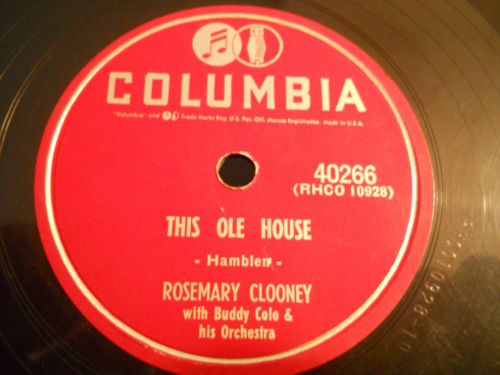 COLUMBIA
"Columbia" and Trade Marks Reg. U.S. Pat. Off. Marcas Registradas. Made in U.S.A.
40266
(RHCO 10928)
THIS OLE HOUSE
- Hamblen -
ROSEMARY CLOONEY
with Buddy Cole &
his Orchestra